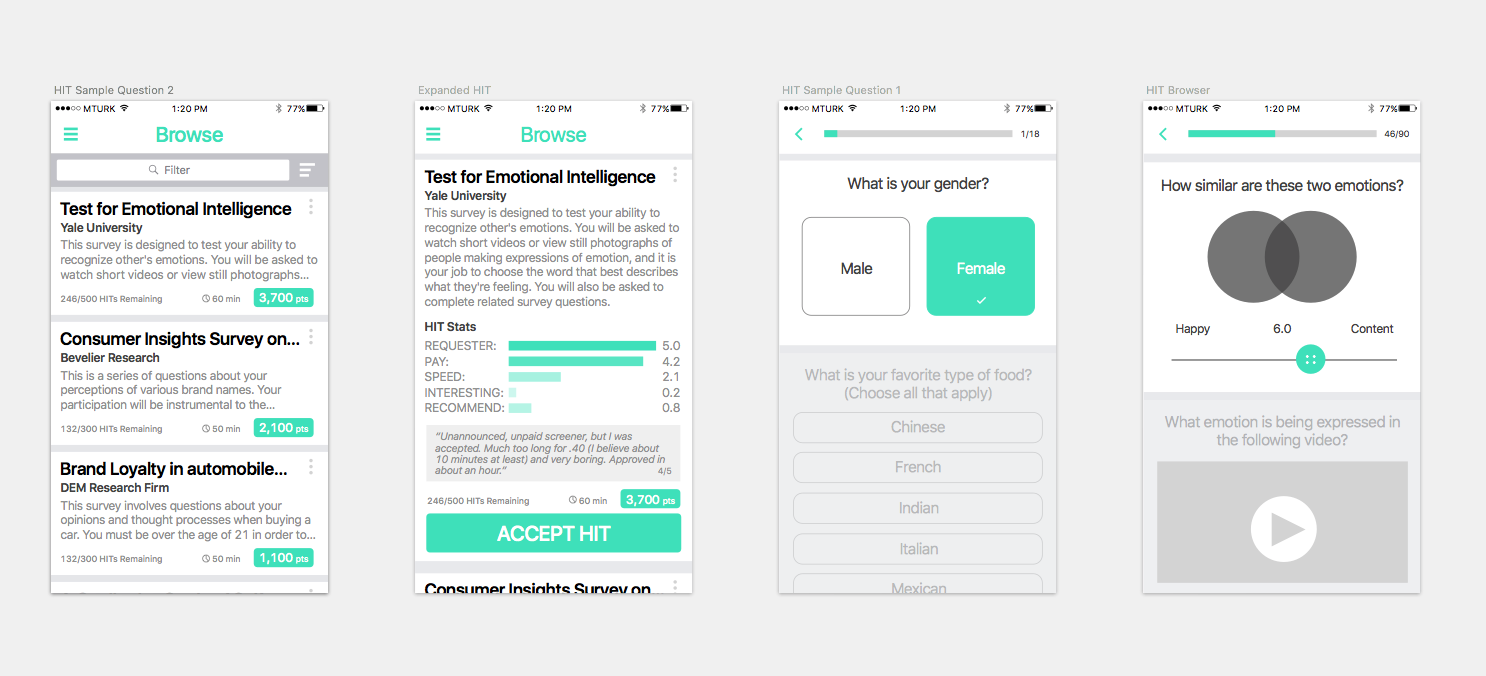 HIT Sample Question 2
MTURK 1:20 PM 77%
Browse
Filter
Test for Emotional Intelligence
Yale University
This survey is designed to test your ability to
recognize other's emotions. You will be asked to
watch short videos or view still photographs...
246/500 HITs Remaining 60 min 3,700 pts
Consumer Insights Survey on...
Bevelier Research
This is a series of questions about your
perceptions of various brand names. Your
participation will be instrumental to the...
132/300 HITs Remaining 50 min 2,100 pts
Brand Loyalty in automobile...
DEM Research Firm
This survey involves questions about your
opinions and thought processes when buying a
car. You must be over the age of 21 in order to...
132/300 HITs Remaining 50 min 1,100 pts
Expanded HIT
MTURK 1:20 PM 77%
Browse
Test for Emotional Intelligence
Yale University
This survey is designed to test your ability to
recognize other's emotions. You will be asked to
watch short videos or view still photographs of
people making expressions of emotion, and it is
your job to choose the word that best describes
what they're feeling. You will also be asked to
complete related survey questions.
HIT Stats
REQUESTER: 5.0
PAY: 4.2
SPEED: 2.1
INTERESTING: 0.2
RECOMMEND: 0.8
“Unannounced, unpaid screener, but I was
accepted. Much too long for .40 (I believe about
10 minutes at least) and very boring. Approved in
about an hour.” 4/5
246/500 HITs Remaining 60 min 3,700 pts
ACCEPT HIT
Consumer Insights Survey on...
HIT Sample Question 1
MTURK 1:20 PM 77%
1/18
What is your gender?
Male Female
What is your favorite type of food?
(Choose all that apply)
Chinese
French
Indian
Italian
Mexican
HIT Browser
MTURK 1:20 PM 77%
46/90
How similar are these two emotions?
Happy 6.0 Content
What emotion is being expressed in
the following video?